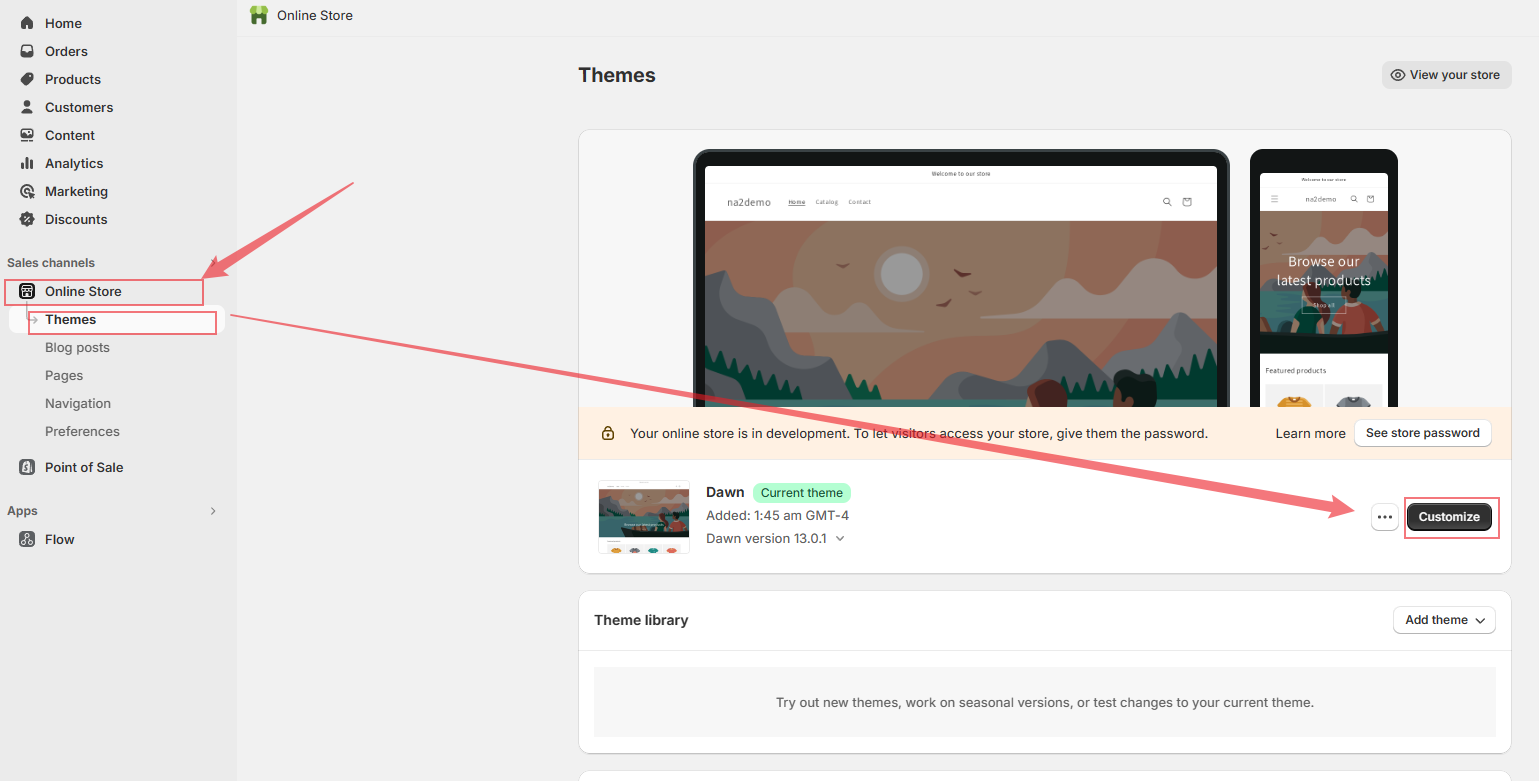 Home
Orders
Products
Customers
Content
Analytics
Marketing
Discounts
Sales channels
Online Store
Themes
Blog posts
Pages
Navigation
Preferences
Point of Sale
Apps
Flow
Online Store
Themes
View your store
Welcome to our store
na2demo Home Catalog Contact
Welcome to our store
na2demo
Browse our
latest products
Shop all
Featured products
Your online store is in development. To let visitors access your store, give them the password.
Learn more
See store password
Dawn Current theme
Added: 1:45 am GMT-4
Dawn version 13.0.1
Customize
Theme library
Add theme
Try out new themes, work on seasonal versions, or test changes to your current theme.